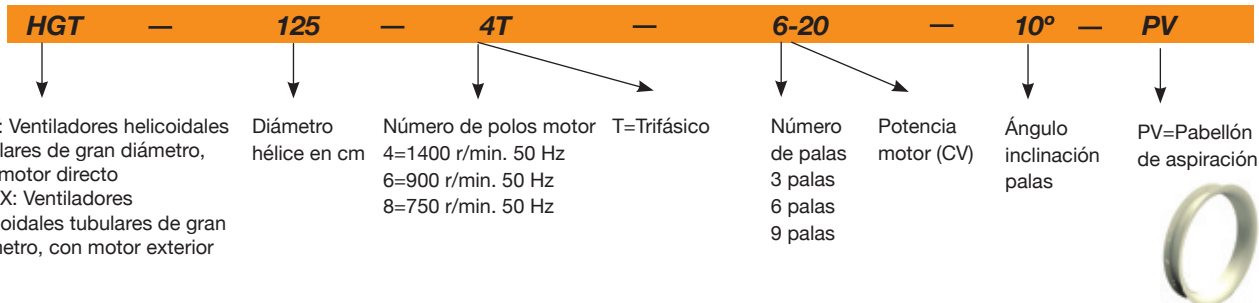 HGT — 125 — 4T — 6-20 — 10º — PV
: Ventiladores helicoidales
lares de gran diámetro,
motor directo
X: Ventiladores
oidales tubulares de gran
netro, con motor exterior
Diámetro
hélice en cm
Número de polos motor
4=1400 r/min. 50 Hz
6=900 r/min. 50 Hz
8=750 r/min. 50 Hz
T=Trifásico
Número
de palas
3 palas
6 palas
9 palas
Potencia
motor (CV)
Ángulo
inclinación
palas
PV=Pabellón
de aspiración